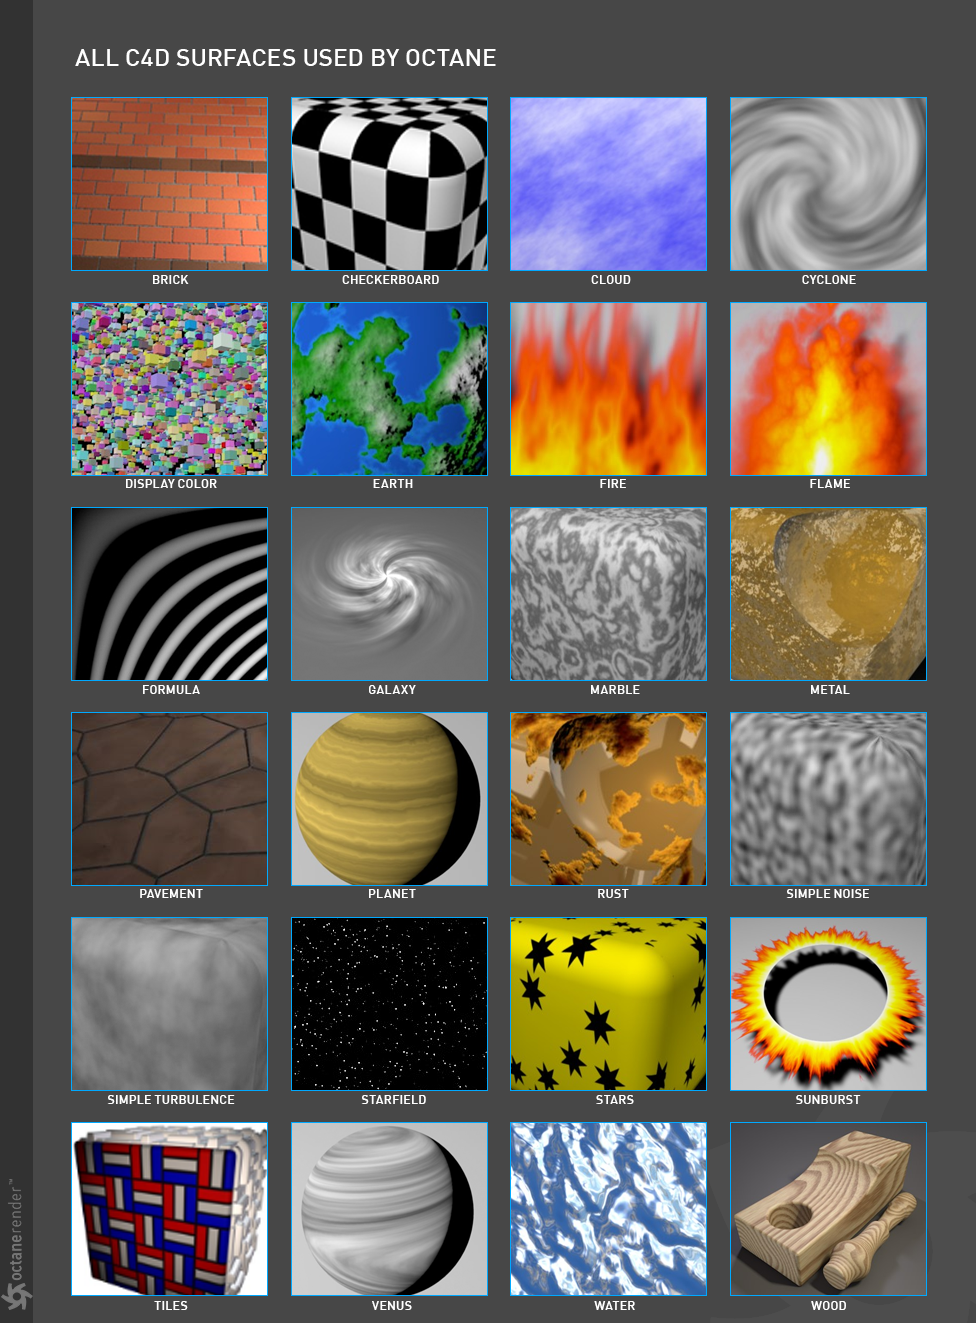 ALL C4D SURFACES USED BY OCTANE
BRICK
CHECKERBOARD
CLOUD
CYCLONE
DISPLAY COLOR
EARTH
FIRE
FLAME
FORMULA
GALAXY
MARBLE
METAL
PAVEMENT
PLANET
RUST
SIMPLE NOISE
SIMPLE TURBULENCE
STARFIELD
STARS
SUNBURST
TILES
VENUS
WATER
WOOD
octanerender™